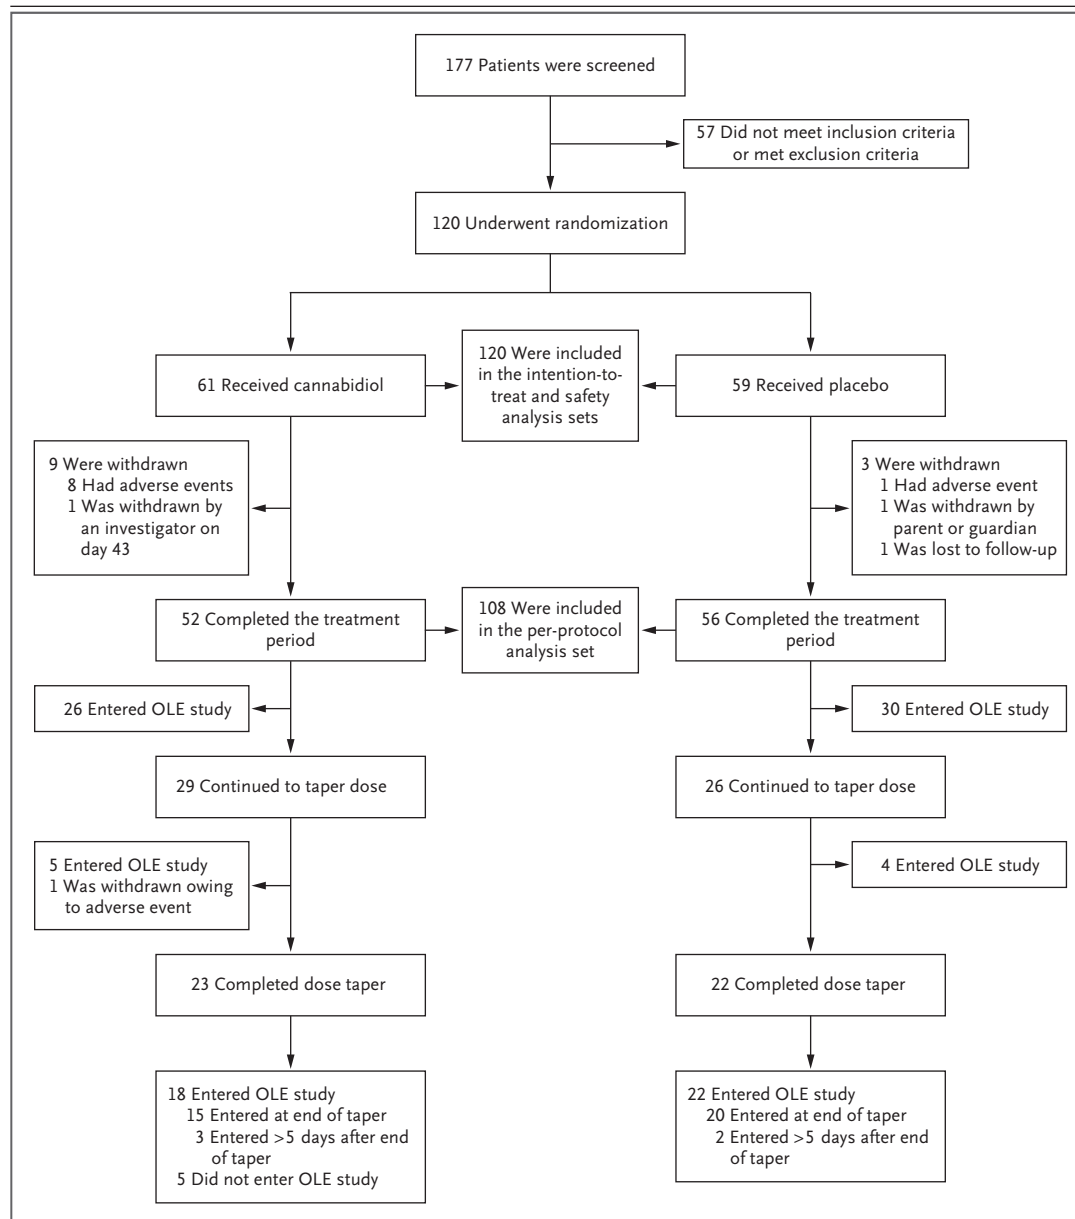 177 Patients were screened
57 Did not meet inclusion criteria
or met exclusion criteria
120 Underwent randomization
61 Received cannabidiol
120 Were included
in the intention-to-
treat and safety
analysis sets
59 Received placebo
9 Were withdrawn
8 Had adverse events
1 Was withdrawn by
an investigator on
day 43
3 Were withdrawn
1 Had adverse event
1 Was withdrawn by
parent or guardian
1 Was lost to follow-up
52 Completed the treatment
period
108 Were included
in the per-protocol
analysis set
56 Completed the treatment
period
26 Entered OLE study
30 Entered OLE study
29 Continued to taper dose
26 Continued to taper dose
5 Entered OLE study
1 Was withdrawn owing
to adverse event
4 Entered OLE study
23 Completed dose taper
22 Completed dose taper
18 Entered OLE study
15 Entered at end of taper
3 Entered >5 days after end
of taper
5 Did not enter OLE study
22 Entered OLE study
20 Entered at end of taper
2 Entered >5 days after end
of taper